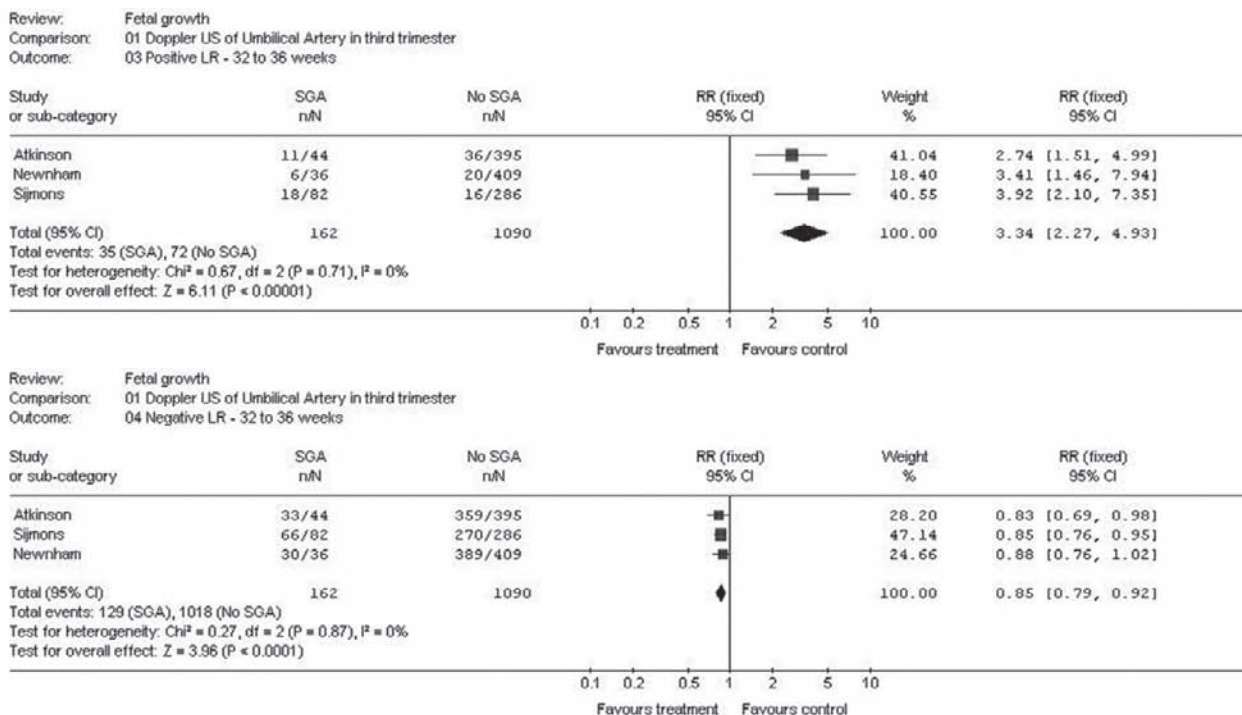 Review: Fetal growth
Comparison: 01 Doppler US of Umbilical Artery in third trimester
Outcome: 03 Positive LR - 32 to 36 weeks
Study SGA No SGA RR (fixed) Weight RR (fixed)
or sub-category n/N n/N 95% CI % 95% CI
Atkinson 11/44 36/395 41.04 2.74 [1.51, 4.99]
Newnham 6/36 20/409 18.40 3.41 [1.46, 7.94]
Sijmons 18/82 16/286 40.55 3.92 [2.10, 7.35]
Total (95% CI) 162 1090 100.00 3.34 [2.27, 4.93]
Total events: 35 (SGA), 72 (No SGA)
Test for heterogeneity: Chi² = 0.67, df = 2 (P = 0.71), I² = 0%
Test for overall effect: Z = 6.11 (P < 0.00001)
0.1 0.2 0.5 1 2 5 10
Favours treatment Favours control
Review: Fetal growth
Comparison: 01 Doppler US of Umbilical Artery in third trimester
Outcome: 04 Negative LR - 32 to 36 weeks
Study SGA No SGA RR (fixed) Weight RR (fixed)
or sub-category n/N n/N 95% CI % 95% CI
Atkinson 33/44 359/395 28.20 0.83 [0.69, 0.98]
Sijmons 66/82 270/286 47.14 0.85 [0.76, 0.95]
Newnham 30/36 389/409 24.66 0.88 [0.76, 1.02]
Total (95% CI) 162 1090 100.00 0.85 [0.79, 0.92]
Total events: 129 (SGA), 1018 (No SGA)
Test for heterogeneity: Chi² = 0.27, df = 2 (P = 0.87), I² = 0%
Test for overall effect: Z = 3.96 (P < 0.0001)
0.1 0.2 0.5 1 2 5 10
Favours treatment Favours control